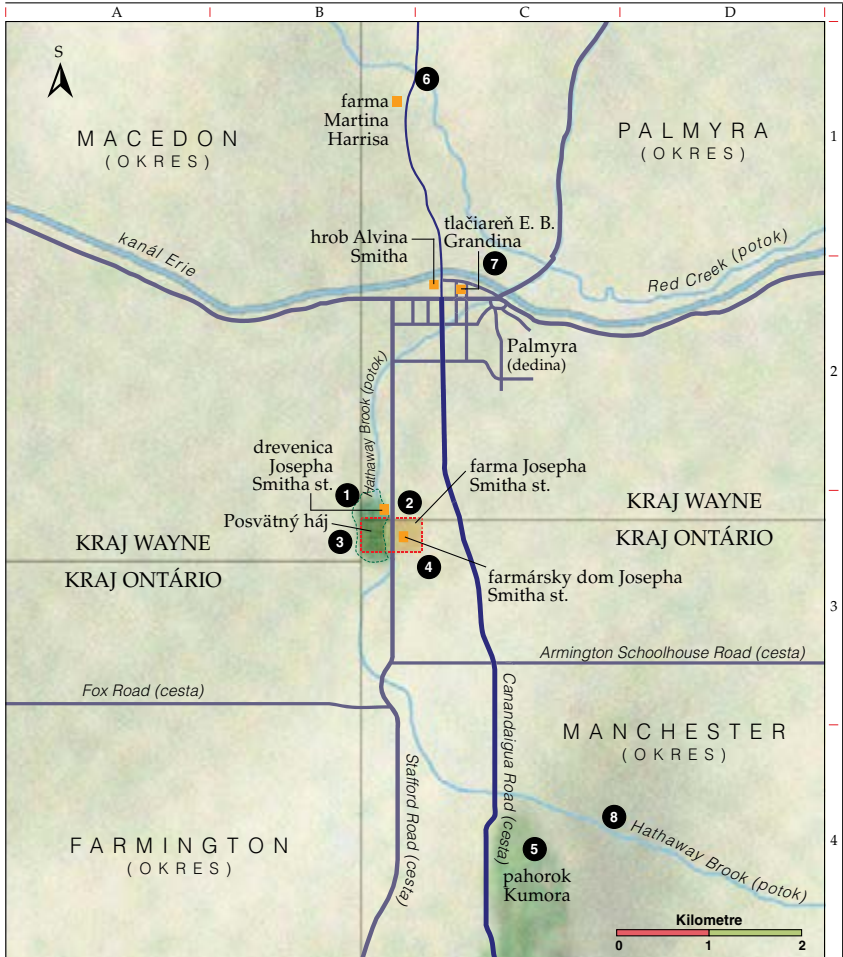 A
B
C
D
S
6
farma
Martina
Harrisa
MACEDON
(OKRES)
PALMYRA
(OKRES)
1
tlačiareň E. B.
Grandina
hrob Alvina
Smitha
7
kanál Erie
Red Creek (potok)
Palmyra
(dedina)
2
Hathaway Brook (potok)
drevenica
Josepha
Smitha st.
farma Josepha
Smitha st.
1
2
Posvätný háj
KRAJ WAYNE
KRAJ ONTÁRIO
KRAJ WAYNE
KRAJ ONTÁRIO
3
4
farmársky dom Josepha
Smitha st.
3
Armington Schoolhouse Road (cesta)
Fox Road (cesta)
Canandaigua Road (cesta)
MANCHESTER
(OKRES)
Stafford Road (cesta)
8
Hathaway Brook (potok)
FARMINGTON
(OKRES)
5
pahorok
Kumora
4
Kilometre
0 1 2